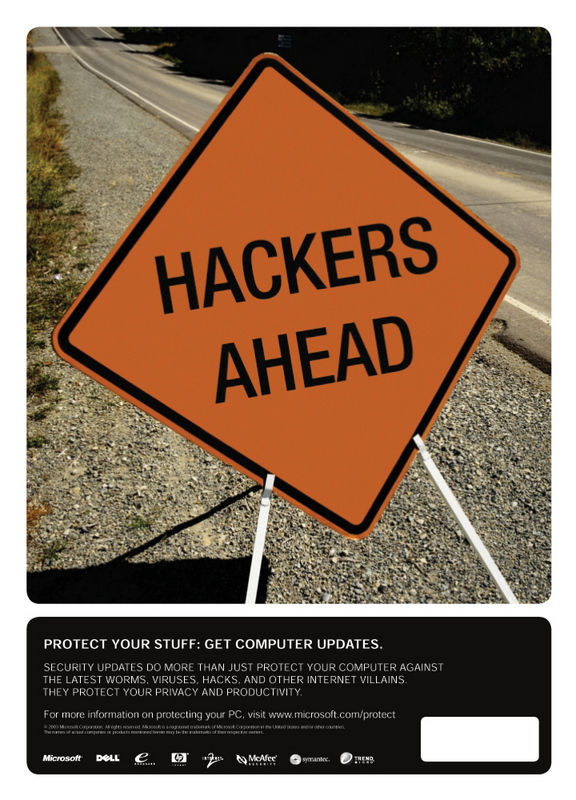 HACKERS
AHEAD
PROTECT YOUR STUFF: GET COMPUTER UPDATES.
SECURITY UPDATES DO MORE THAN JUST PROTECT YOUR COMPUTER AGAINST
THE LATEST WORMS, VIRUSES, HACKS, AND OTHER INTERNET VILLAINS.
THEY PROTECT YOUR PRIVACY AND PRODUCTIVITY.
For more information on protecting your PC, visit www.microsoft.com/protect
© 2003 Microsoft Corporation. All rights reserved. Microsoft is a registered trademark of Microsoft Corporation in the United States and/or other countries.
The names of actual companies or products mentioned herein may be the trademarks of their respective owners.
Microsoft DELL hp McAfee symantec. TREND
SECURITY MICRO